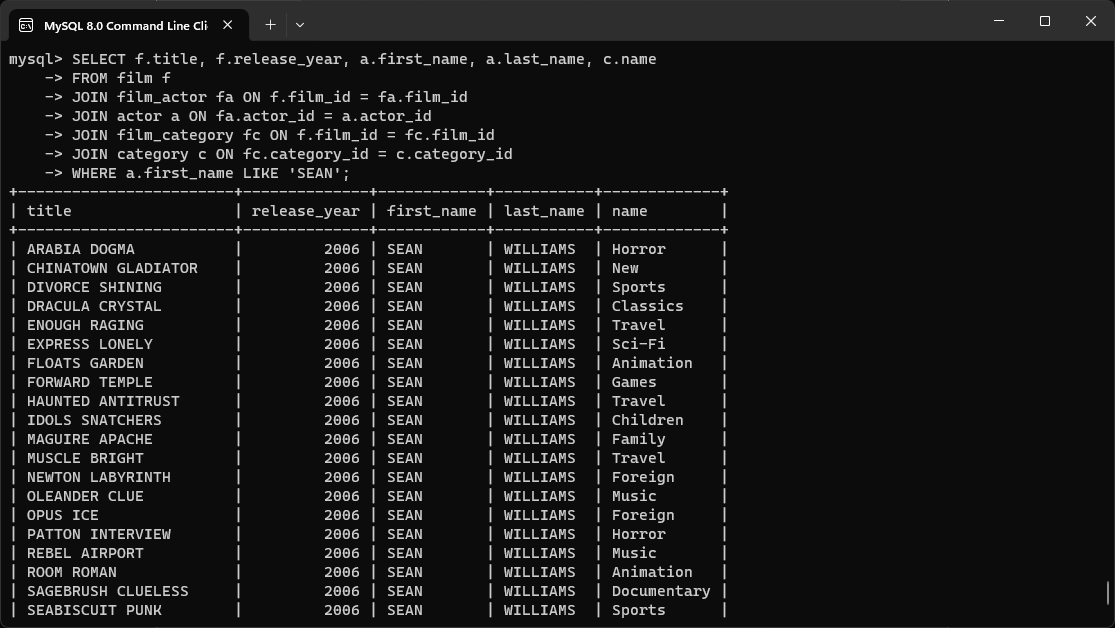 MySQL 8.0 Command Line Cli
mysql> SELECT f.title, f.release_year, a.first_name, a.last_name, c.name
    -> FROM film f
    -> JOIN film_actor fa ON f.film_id = fa.film_id
    -> JOIN actor a ON fa.actor_id = a.actor_id
    -> JOIN film_category fc ON f.film_id = fc.film_id
    -> JOIN category c ON fc.category_id = c.category_id
    -> WHERE a.first_name LIKE 'SEAN';
+------------------------+--------------+------------+-----------+-------------+
| title                  | release_year | first_name | last_name | name        |
+------------------------+--------------+------------+-----------+-------------+
| ARABIA DOGMA           |         2006 | SEAN       | WILLIAMS  | Horror      |
| CHINATOWN GLADIATOR    |         2006 | SEAN       | WILLIAMS  | New         |
| DIVORCE SHINING        |         2006 | SEAN       | WILLIAMS  | Sports      |
| DRACULA CRYSTAL        |         2006 | SEAN       | WILLIAMS  | Classics    |
| ENOUGH RAGING          |         2006 | SEAN       | WILLIAMS  | Travel      |
| EXPRESS LONELY         |         2006 | SEAN       | WILLIAMS  | Sci-Fi      |
| FLOATS GARDEN          |         2006 | SEAN       | WILLIAMS  | Animation   |
| FORWARD TEMPLE         |         2006 | SEAN       | WILLIAMS  | Games       |
| HAUNTED ANTITRUST      |         2006 | SEAN       | WILLIAMS  | Travel      |
| IDOLS SNATCHERS        |         2006 | SEAN       | WILLIAMS  | Children    |
| MAGUIRE APACHE         |         2006 | SEAN       | WILLIAMS  | Family      |
| MUSCLE BRIGHT          |         2006 | SEAN       | WILLIAMS  | Travel      |
| NEWTON LABYRINTH       |         2006 | SEAN       | WILLIAMS  | Foreign     |
| OLEANDER CLUE          |         2006 | SEAN       | WILLIAMS  | Music       |
| OPUS ICE               |         2006 | SEAN       | WILLIAMS  | Foreign     |
| PATTON INTERVIEW       |         2006 | SEAN       | WILLIAMS  | Horror      |
| REBEL AIRPORT          |         2006 | SEAN       | WILLIAMS  | Music       |
| ROOM ROMAN             |         2006 | SEAN       | WILLIAMS  | Animation   |
| SAGEBRUSH CLUELESS     |         2006 | SEAN       | WILLIAMS  | Documentary |
| SEABISCUIT PUNK        |         2006 | SEAN       | WILLIAMS  | Sports      |